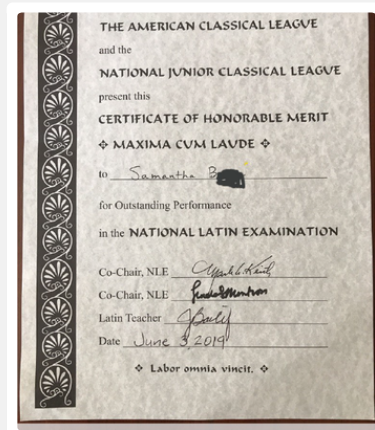 THE AMERICAN CLASSICAL LEAGUE
and the
NATIONAL JUNIOR CLASSICAL LEAGUE
present this
CERTIFICATE OF HONORABLE MERIT
MAXIMA CUM LAUDE
to Samantha B
for Outstanding Performance
in the NATIONAL LATIN EXAMINATION
Co-Chair, NLE
Co-Chair, NLE
Latin Teacher
Date June 3, 2019
Labor omnia vincit.